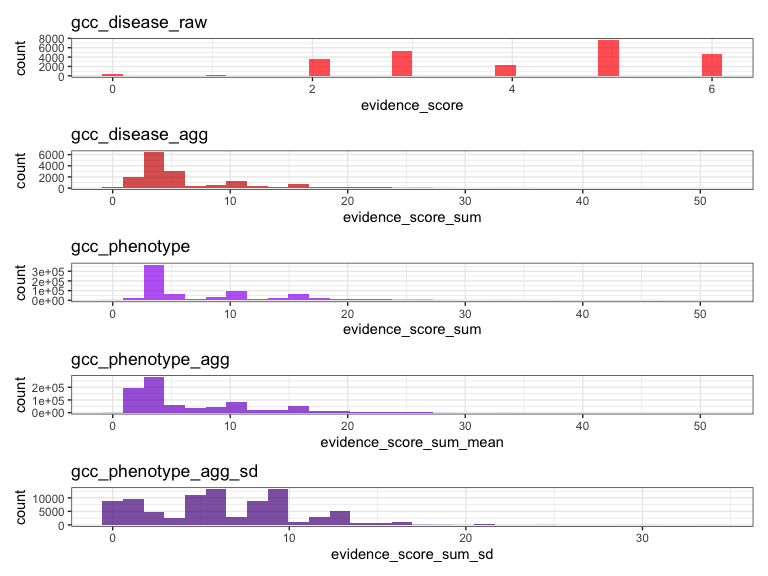 gcc_disease_raw
count
8000
6000
4000
2000
0
0 2 4 6
evidence_score
gcc_disease_agg
count
6000
4000
2000
0
0 10 20 30 40 50
evidence_score_sum
gcc_phenotype
count
3e+05
2e+05
1e+05
0e+00
0 10 20 30 40 50
evidence_score_sum
gcc_phenotype_agg
count
2e+05
1e+05
0e+00
0 10 20 30 40 50
evidence_score_sum_mean
gcc_phenotype_agg_sd
count
10000
5000
0
0 10 20 30
evidence_score_sum_sd